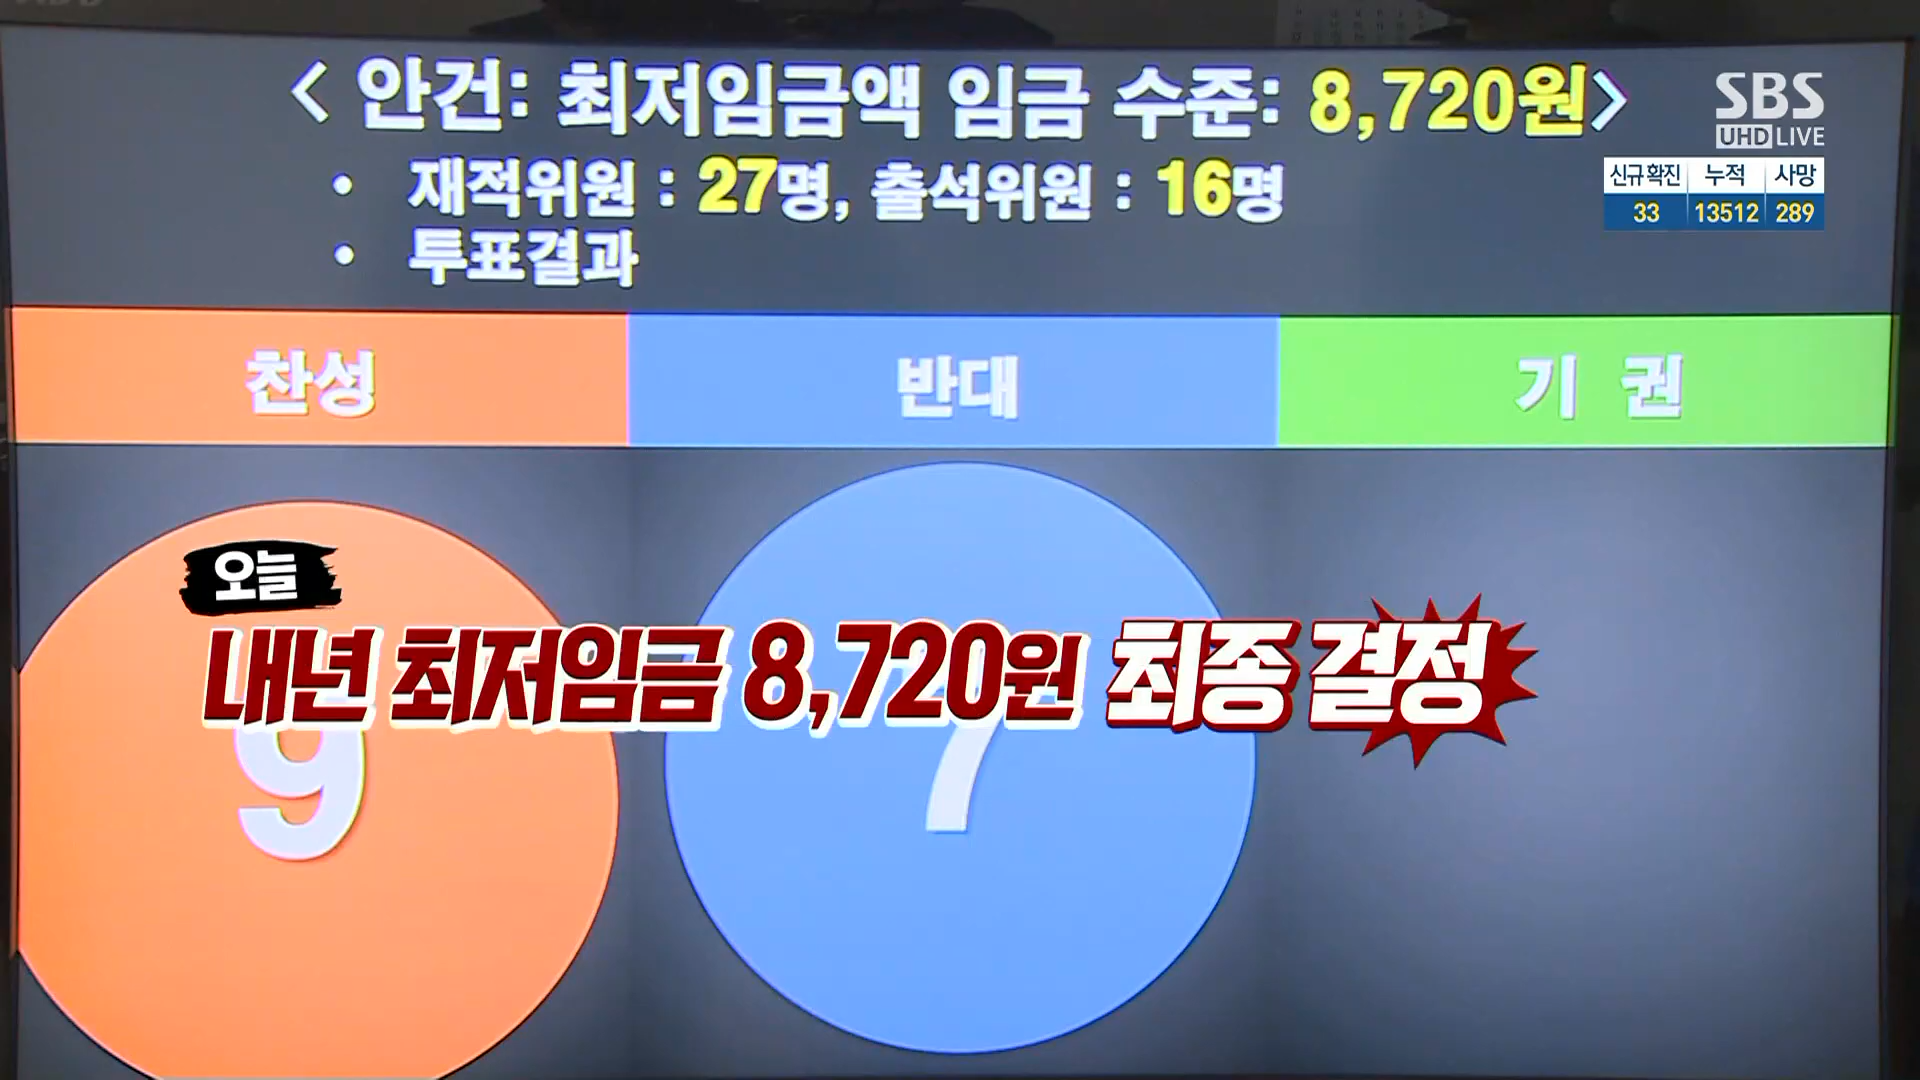 < 안건: 최저임금액 임금 수준: 8,720원>
SBS
UHD LIVE
• 재적위원 : 27명, 출석위원 : 16명
신규 확진 누적 사망
33 13512 289
• 투표결과
찬성 반대 기 권
오늘
내년 최저임금 8,720원 최종 결정
9 7